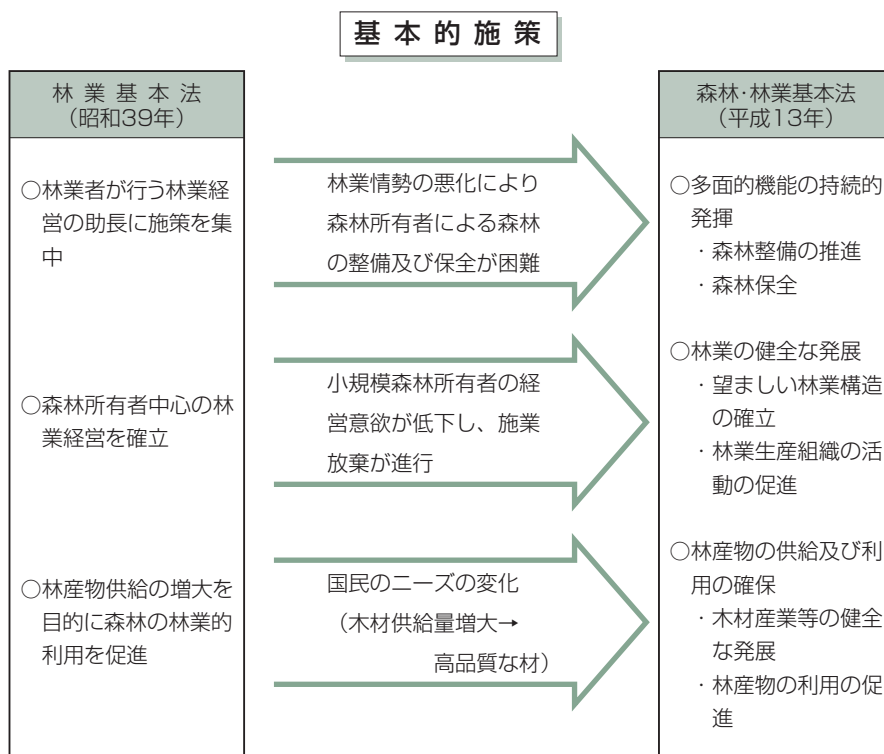 基本的施策
林業基本法
（昭和39年）
○林業者が行う林業経
営の助長に施策を集
中
○森林所有者中心の林
業経営を確立
○林産物供給の増大を
目的に森林の林業的
利用を促進
林業情勢の悪化により
森林所有者による森林
の整備及び保全が困難
小規模森林所有者の経
営意欲が低下し、施業
放棄が進行
国民のニーズの変化
（木材供給量増大→
高品質な材）
森林・林業基本法
（平成13年）
○多面的機能の持続的
発揮
・森林整備の推進
・森林保全
○林業の健全な発展
・望ましい林業構造
の確立
・林業生産組織の活
動の促進
○林産物の供給及び利
用の確保
・木材産業等の健全
な発展
・林産物の利用の促
進